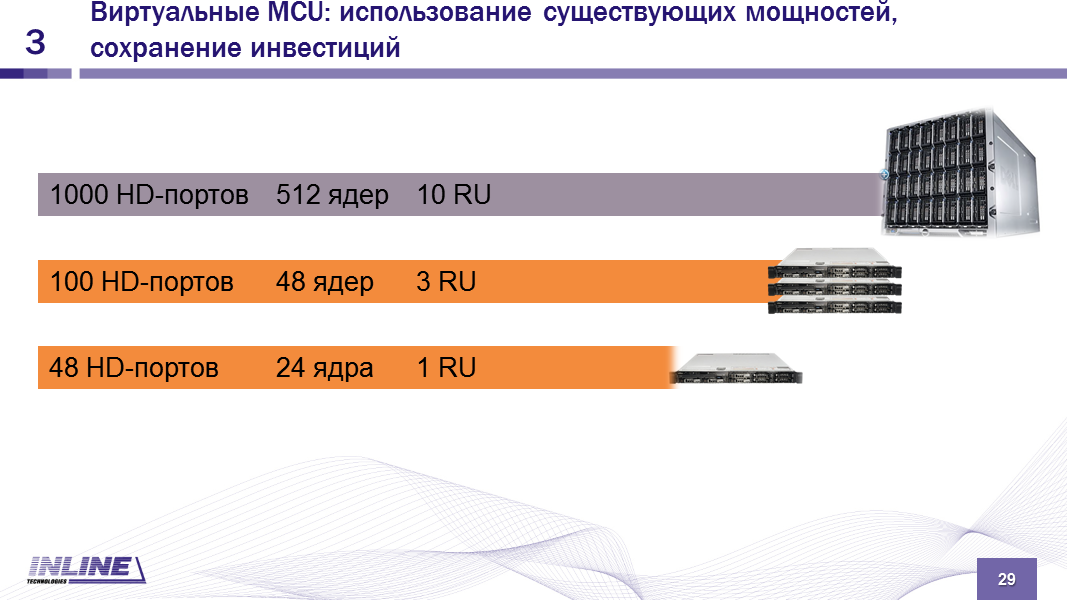 3
Виртуальные MCU: использование существующих мощностей,
сохранение инвестиций
1000 HD-портов 512 ядер 10 RU
100 HD-портов 48 ядер 3 RU
48 HD-портов 24 ядра 1 RU
INLINE
TECHNOLOGIES
29